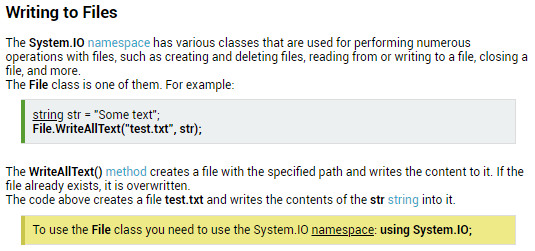 Writing to Files
The System.IO namespace has various classes that are used for performing numerous
operations with files, such as creating and deleting files, reading from or writing to a file, closing a
file, and more.
The File class is one of them. For example:
string str = "Some text";
File.WriteAllText("test.txt", str);
The WriteAllText() method creates a file with the specified path and writes the content to it. If the
file already exists, it is overwritten.
The code above creates a file test.txt and writes the contents of the str string into it.
To use the File class you need to use the System.IO namespace: using System.IO;